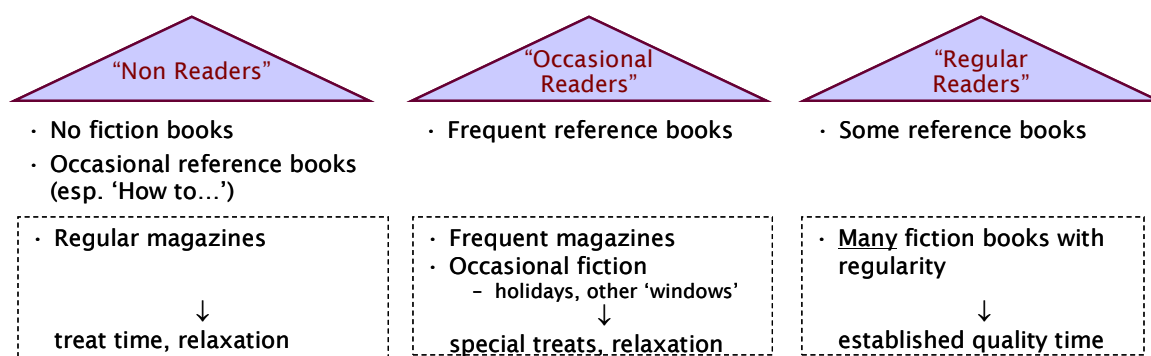 “Non Readers”
· No fiction books
· Occasional reference books
(esp. ‘How to…’)
· Regular magazines
↓
treat time, relaxation
“Occasional
Readers”
· Frequent reference books
· Frequent magazines
· Occasional fiction
– holidays, other ‘windows’
↓
special treats, relaxation
“Regular
Readers”
· Some reference books
· Many fiction books with
regularity
↓
established quality time